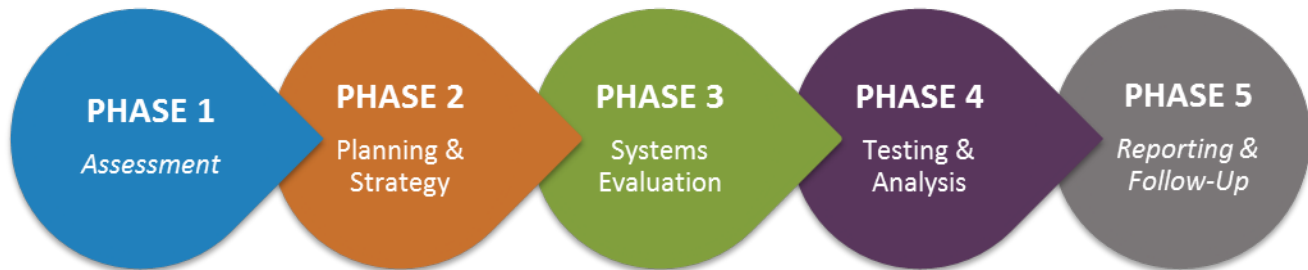 PHASE 1
Assessment
PHASE 2
Planning &
Strategy
PHASE 3
Systems
Evaluation
PHASE 4
Testing &
Analysis
PHASE 5
Reporting &
Follow-Up